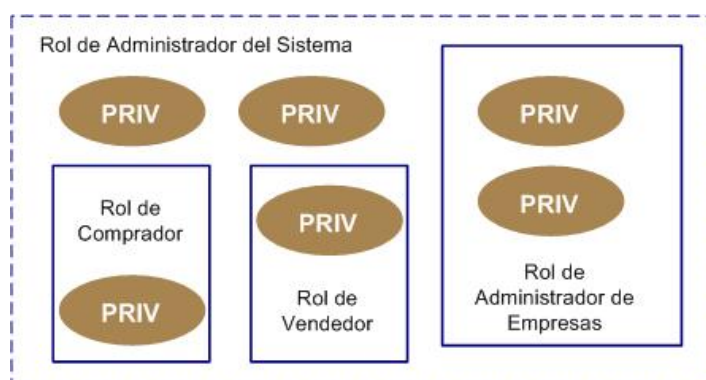 Rol de Administrador del Sistema
PRIV
PRIV
PRIV
PRIV
Rol de
Comprador
PRIV
PRIV
Rol de
Vendedor
Rol de
Administrador de
Empresas